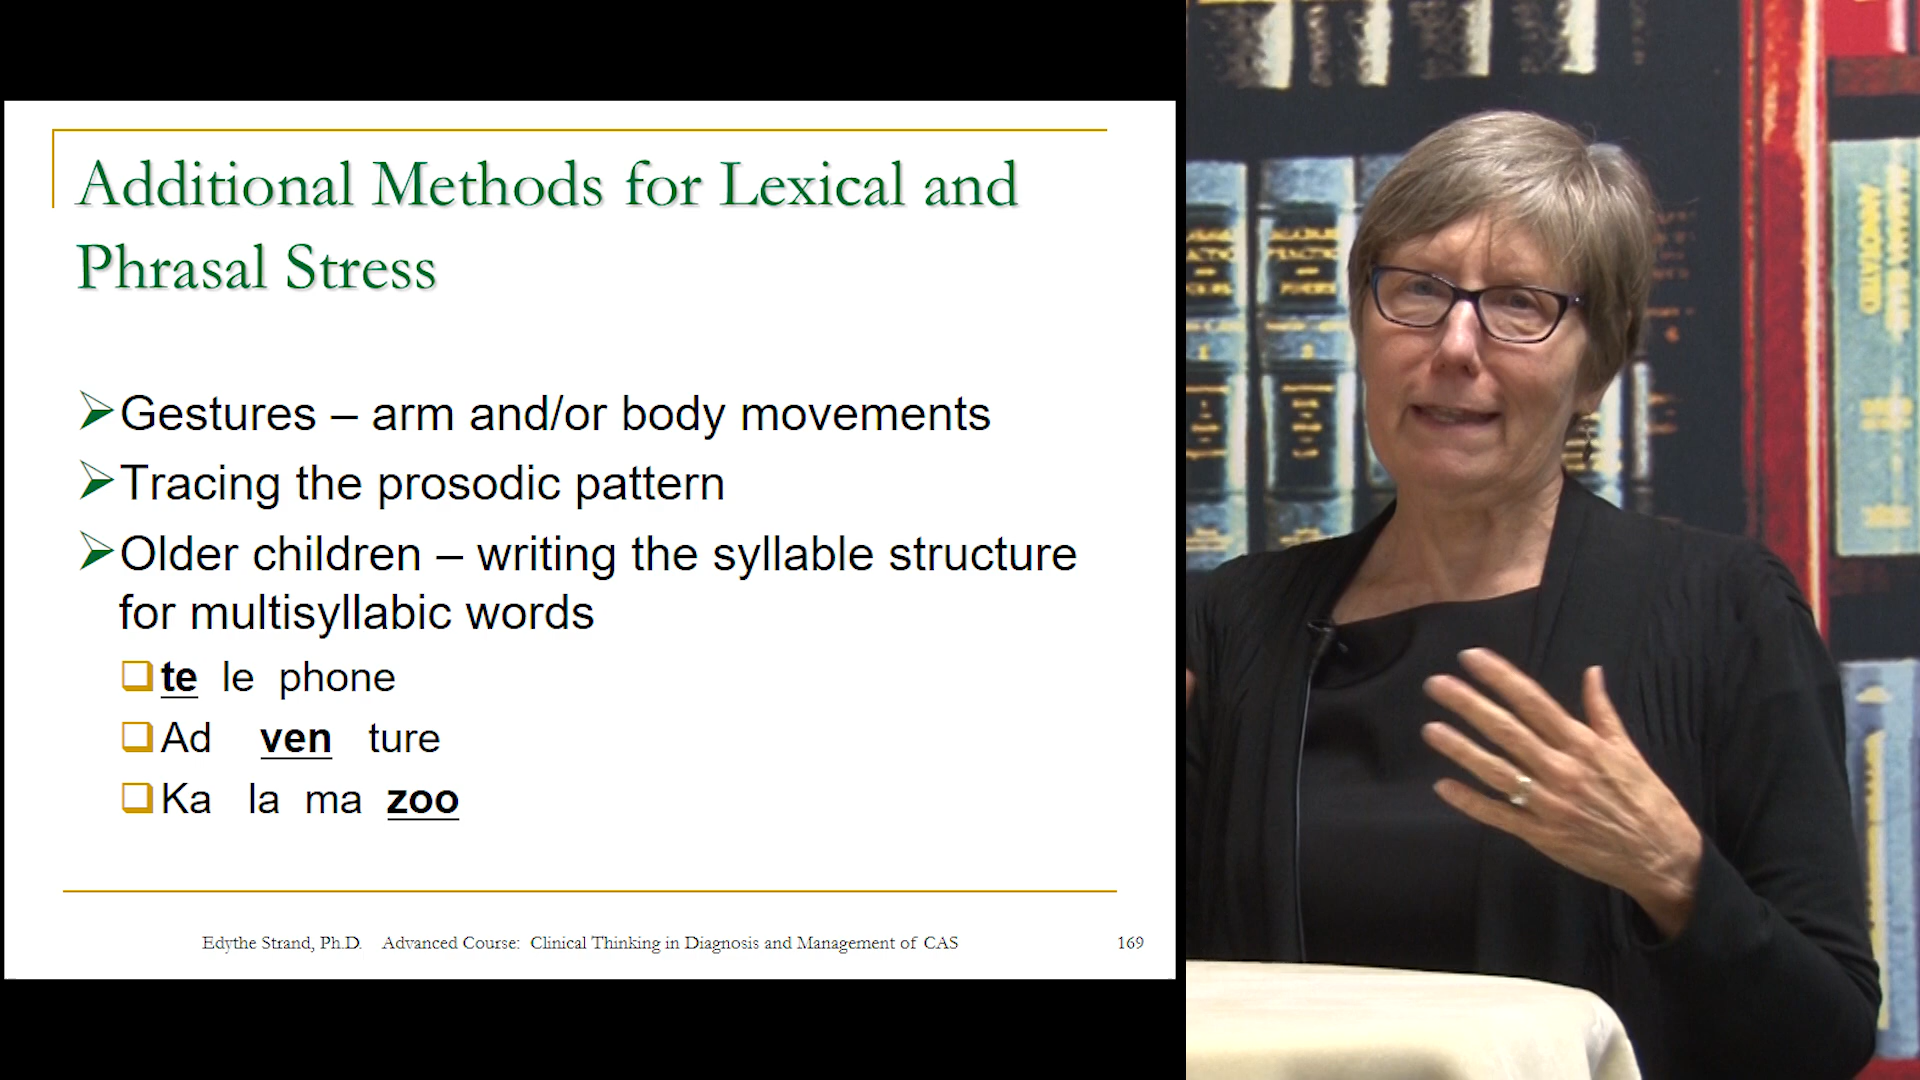 Additional Methods for Lexical and
Phrasal Stress
Gestures – arm and/or body movements
Tracing the prosodic pattern
Older children – writing the syllable structure
for multisyllabic words
te le phone
Ad ven ture
Ka la ma zoo
Edythe Strand, Ph.D. Advanced Course: Clinical Thinking in Diagnosis and Management of CAS
169
ANNOTATED